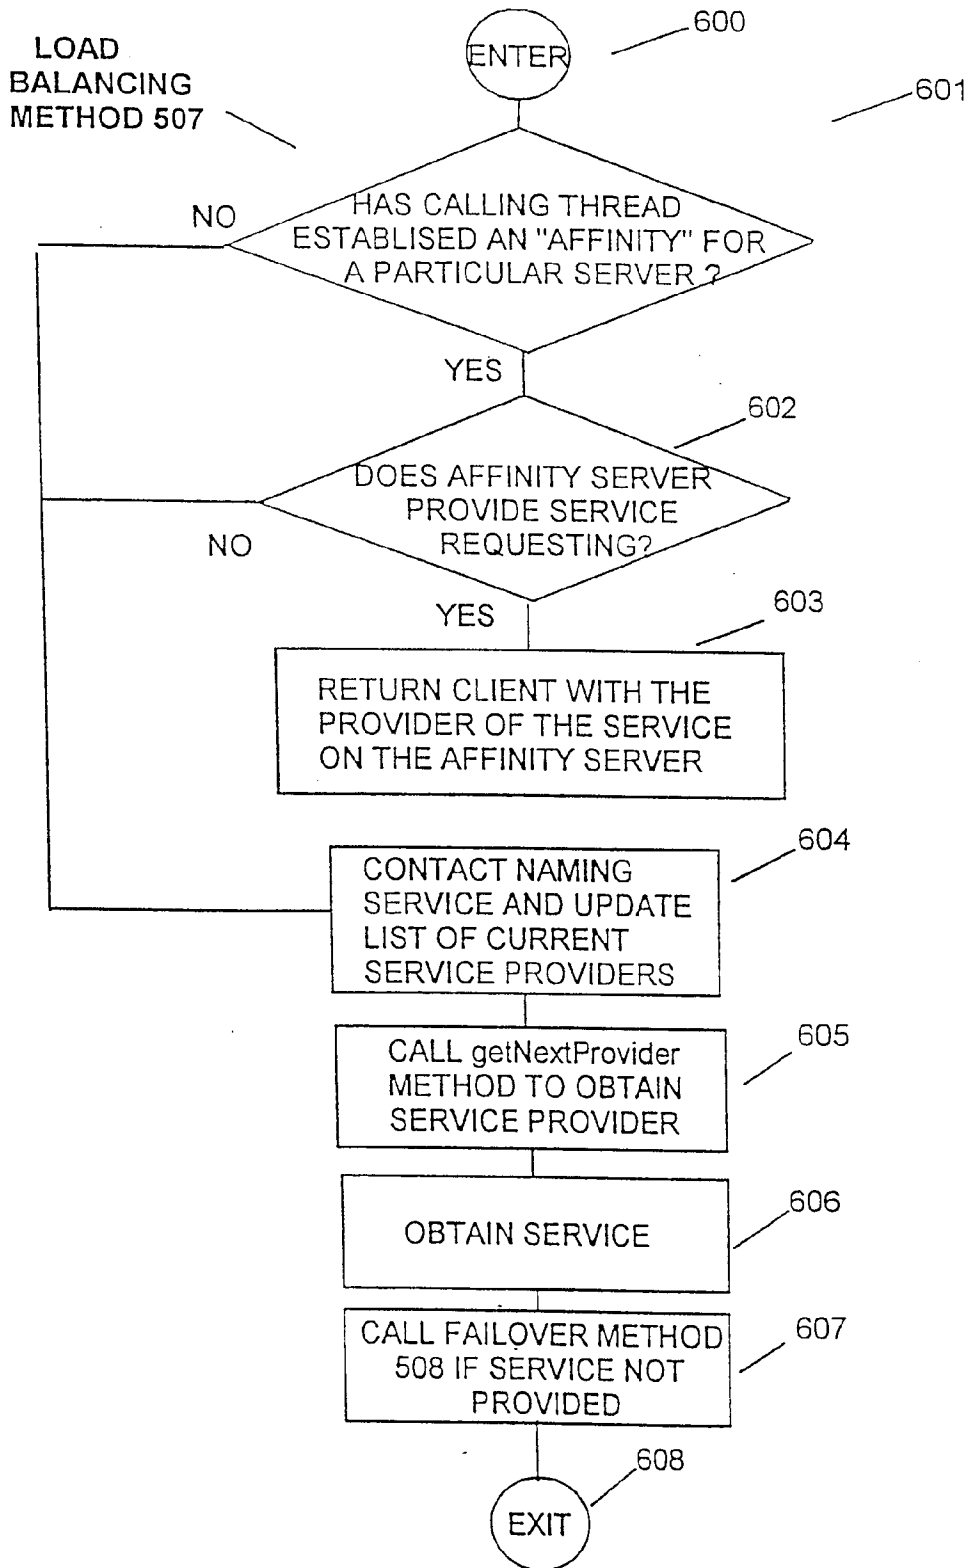 600
ENTER
LOAD
BALANCING
METHOD 507
601
NO
HAS CALLING THREAD
ESTABLISED AN "AFFINITY" FOR
A PARTICULAR SERVER ?
YES
602
DOES AFFINITY SERVER
PROVIDE SERVICE
REQUESTING?
NO
YES
603
RETURN CLIENT WITH THE
PROVIDER OF THE SERVICE
ON THE AFFINITY SERVER
604
CONTACT NAMING
SERVICE AND UPDATE
LIST OF CURRENT
SERVICE PROVIDERS
605
CALL getNextProvider
METHOD TO OBTAIN
SERVICE PROVIDER
606
OBTAIN SERVICE
607
CALL FAILOVER METHOD
508 IF SERVICE NOT
PROVIDED
608
EXIT